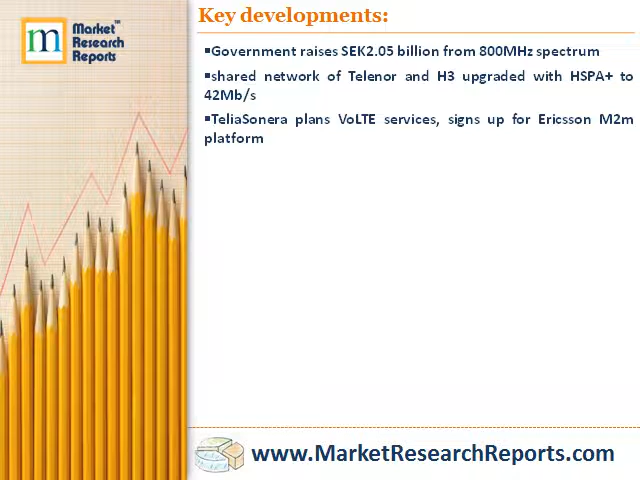 Market
Research
Reports
™
m
Key developments:
▪Government raises SEK2.05 billion from 800MHz spectrum
▪shared network of Telenor and H3 upgraded with HSPA+ to
42Mb/s
▪TeliaSonera plans VoLTE services, signs up for Ericsson M2m
platform
www.MarketResearchReports.com